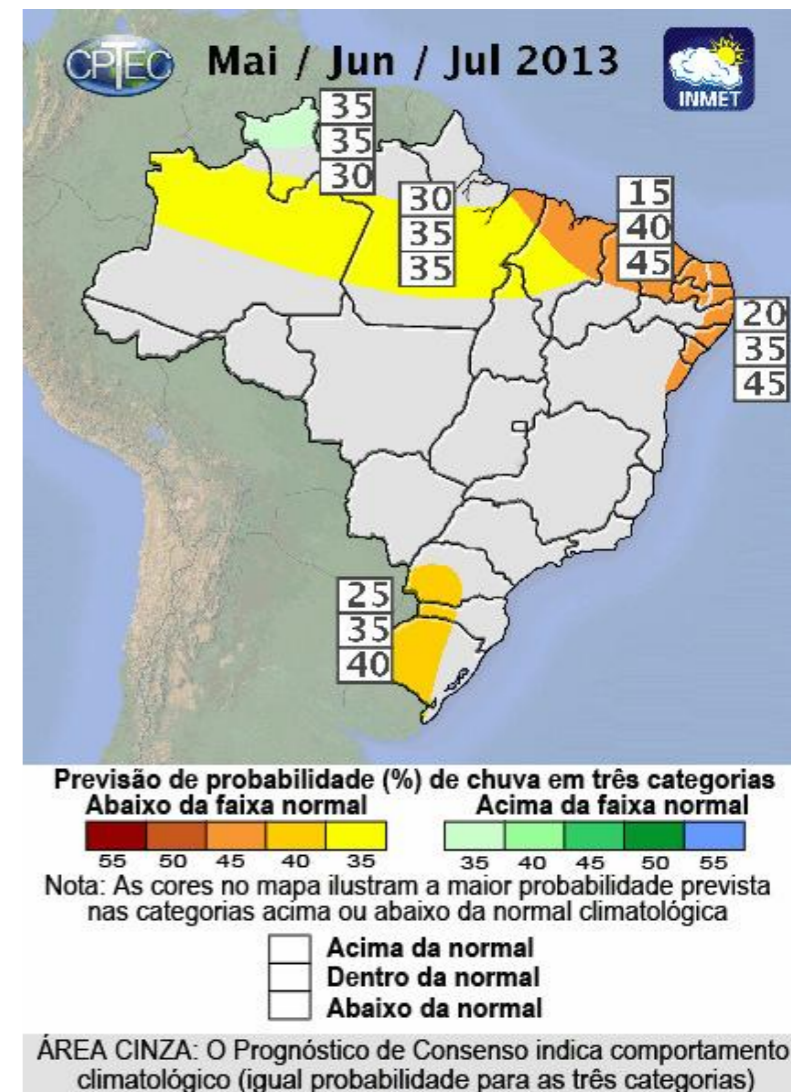 CPTEC
Mai / Jun / Jul 2013
INMET
35
35
30
30
35
35
15
40
45
20
35
45
25
35
40
Previsão de probabilidade (%) de chuva em três categorias
Abaixo da faixa normal Acima da faixa normal
55 50 45 40 35 35 40 45 50 55
Nota: As cores no mapa ilustram a maior probabilidade prevista
nas categorias acima ou abaixo da normal climatológica
Acima da normal
Dentro da normal
Abaixo da normal
ÁREA CINZA: O Prognóstico de Consenso indica comportamento
climatológico (igual probabilidade para as três categorias)